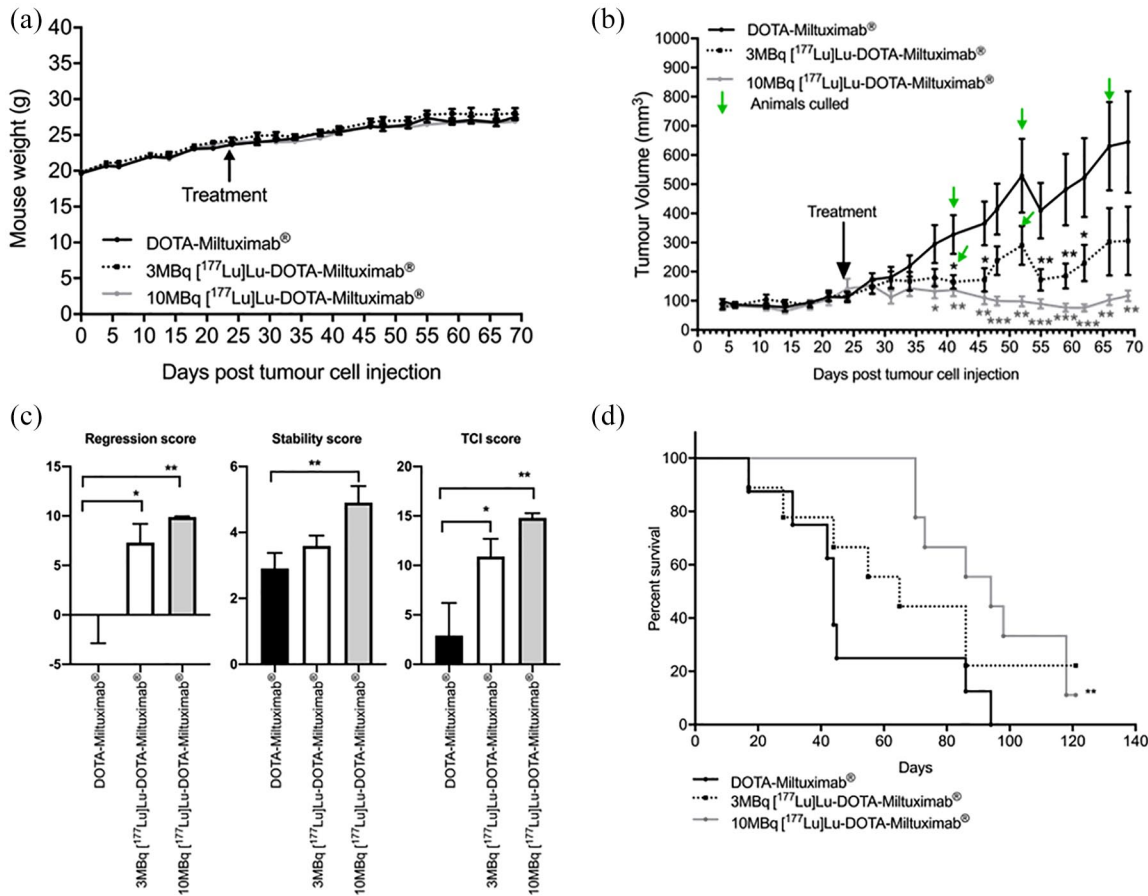 (a)
40
35
30
25
20
15
10
5
0
Mouse weight (g)
Treatment
DOTA-Miltuximab®
3MBq [¹⁷⁷Lu]Lu-DOTA-Miltuximab®
10MBq [¹⁷⁷Lu]Lu-DOTA-Miltuximab®
0 5 10 15 20 25 30 35 40 45 50 55 60 65 70
Days post tumour cell injection
(b)
DOTA-Miltuximab®
3MBq [¹⁷⁷Lu]Lu-DOTA-Miltuximab®
10MBq [¹⁷⁷Lu]Lu-DOTA-Miltuximab®
Animals culled
1000
900
800
700
600
500
400
300
200
100
0
Tumour Volume (mm³)
Treatment
* * ** ** *
* ** ** *** ** *** *** *** ** **
0 5 10 15 20 25 30 35 40 45 50 55 60 65 70
Days post tumour cell injection
(c)
Regression score
15
10
5
0
-5
**
*
DOTA-Miltuximab®
3MBq [¹⁷⁷Lu]Lu-DOTA-Miltuximab®
10MBq [¹⁷⁷Lu]Lu-DOTA-Miltuximab®
Stability score
6
4
2
0
**
DOTA-Miltuximab®
3MBq [¹⁷⁷Lu]Lu-DOTA-Miltuximab®
10MBq [¹⁷⁷Lu]Lu-DOTA-Miltuximab®
TCI score
20
15
10
5
0
**
*
DOTA-Miltuximab®
3MBq [¹⁷⁷Lu]Lu-DOTA-Miltuximab®
10MBq [¹⁷⁷Lu]Lu-DOTA-Miltuximab®
(d)
100
80
60
40
20
0
Percent survival
**
0 20 40 60 80 100 120 140
Days
DOTA-Miltuximab®
3MBq [¹⁷⁷Lu]Lu-DOTA-Miltuximab®
10MBq [¹⁷⁷Lu]Lu-DOTA-Miltuximab®